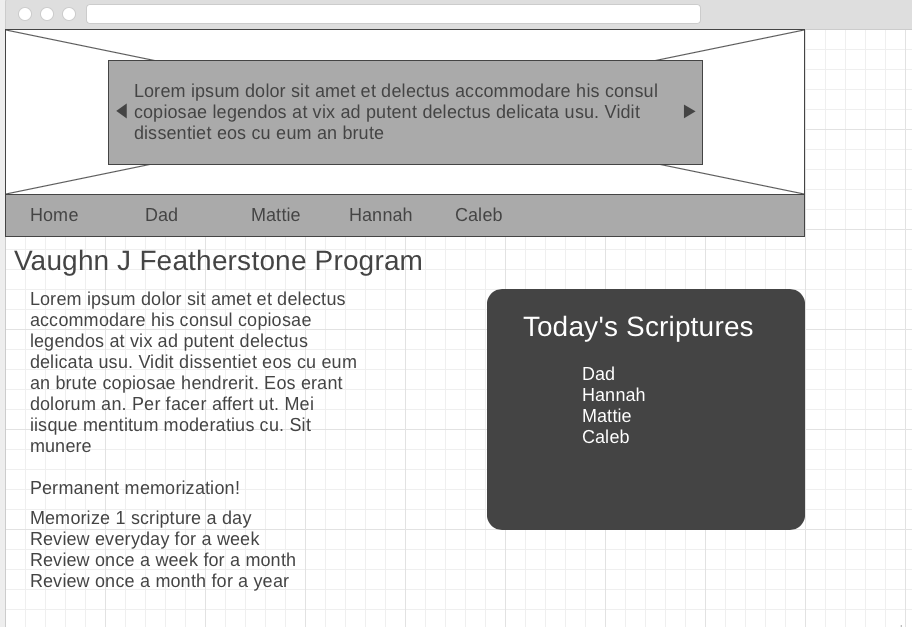 Lorem ipsum dolor sit amet et delectus accommodare his consul
copiosae legendos at vix ad putent delectus delicata usu. Vidit
dissentiet eos cu eum an brute
Home Dad Mattie Hannah Caleb
Vaughn J Featherstone Program
Lorem ipsum dolor sit amet et delectus
accommodare his consul copiosae
legendos at vix ad putent delectus
delicata usu. Vidit dissentiet eos cu eum
an brute copiosae hendrerit. Eos erant
dolorum an. Per facer affert ut. Mei
iisque mentitum moderatius cu. Sit
munere
Permanent memorization!
Memorize 1 scripture a day
Review everyday for a week
Review once a week for a month
Review once a month for a year
Today's Scriptures
Dad
Hannah
Mattie
Caleb